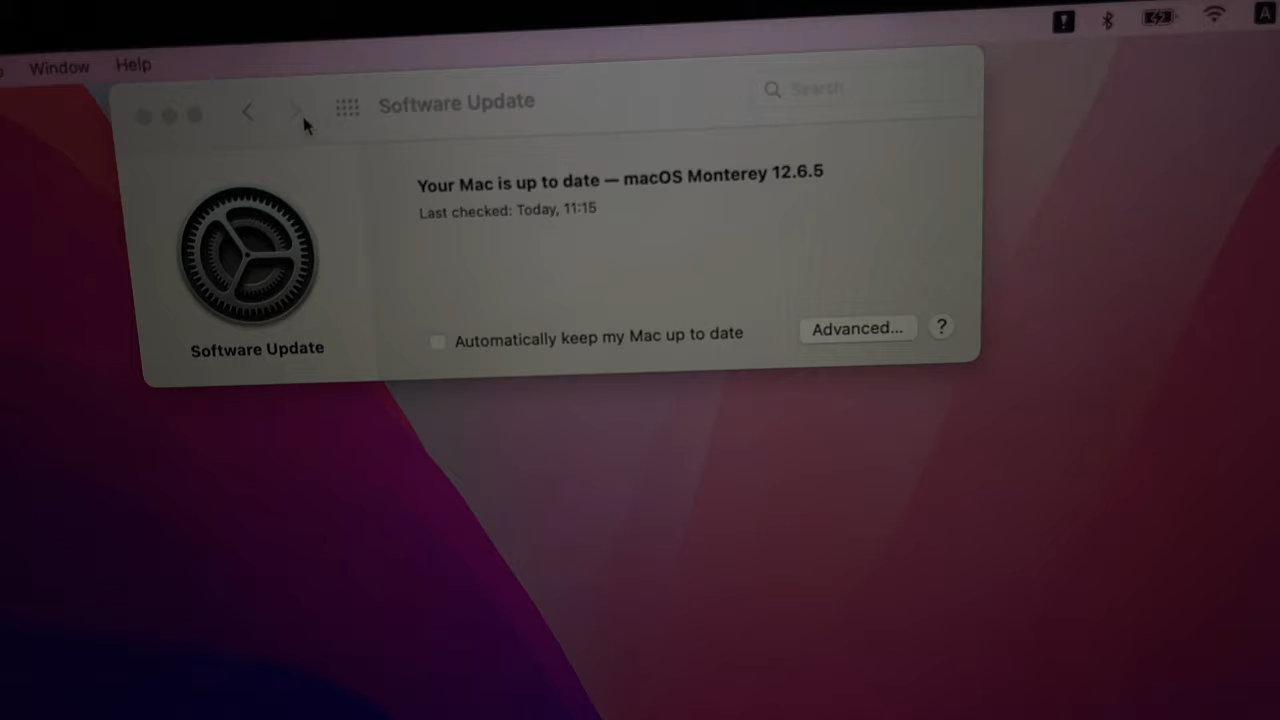 Window Help
A
Software Update
Search
Your Mac is up to date — macOS Monterey 12.6.5
Last checked: Today, 11:15
Automatically keep my Mac up to date
Advanced...
?
Software Update